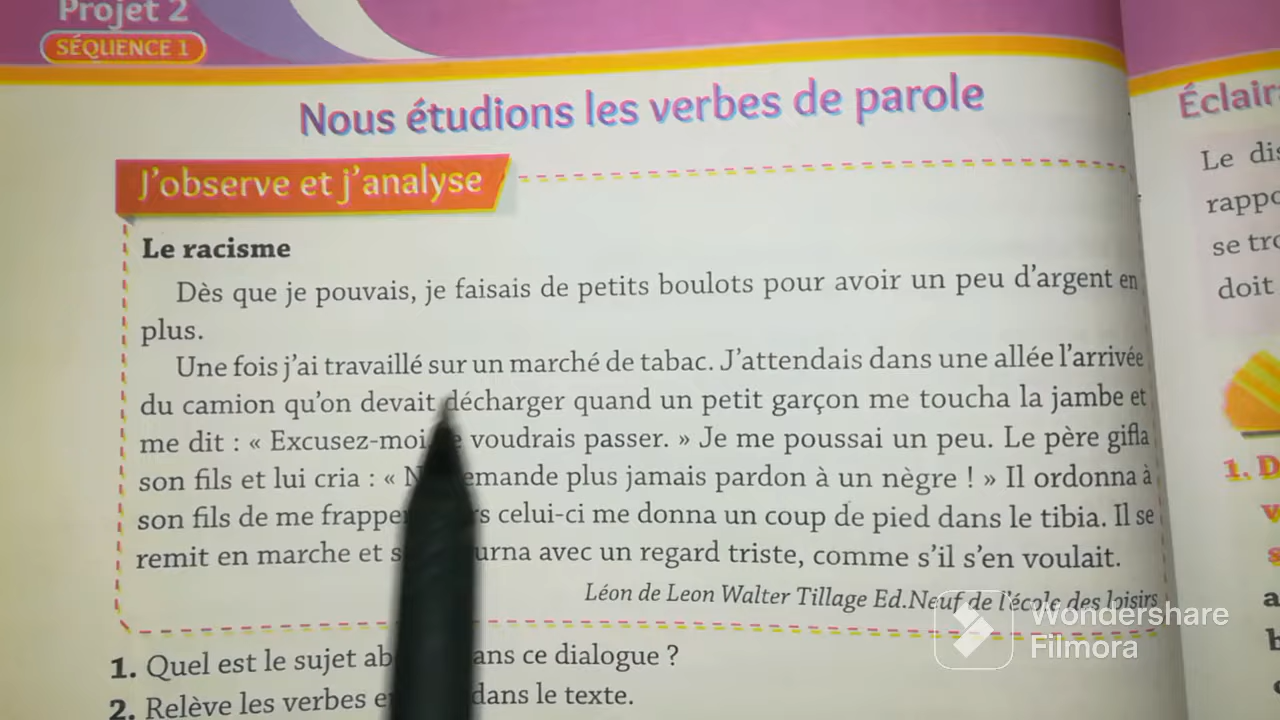 Projet 2
SÉQUENCE 1
Nous étudions les verbes de parole
J'observe et j'analyse
Le racisme
Dès que je pouvais, je faisais de petits boulots pour avoir un peu d'argent en
plus.
Une fois j'ai travaillé sur un marché de tabac. J'attendais dans une allée l'arrivée
du camion qu'on devait décharger quand un petit garçon me toucha la jambe et
me dit : « Excusez-moi voudrais passer. » Je me poussai un peu. Le père gifla
son fils et lui cria : « plus jamais pardon à un nègre ! » Il ordonna à
son fils de me frapper celui-ci me donna un coup de pied dans le tibia. Il se
remit en marche et avec un regard triste, comme s'il s'en voulait.
Léon de Leon Walter Tillage Ed.Neuf de l'école des loisirs
1. Quel est le sujet dans ce dialogue ?
2. Relève les verbes dans le texte.
Éclair
Le dis
rappo
se tro
doit
1. D
Wondershare
Filmora